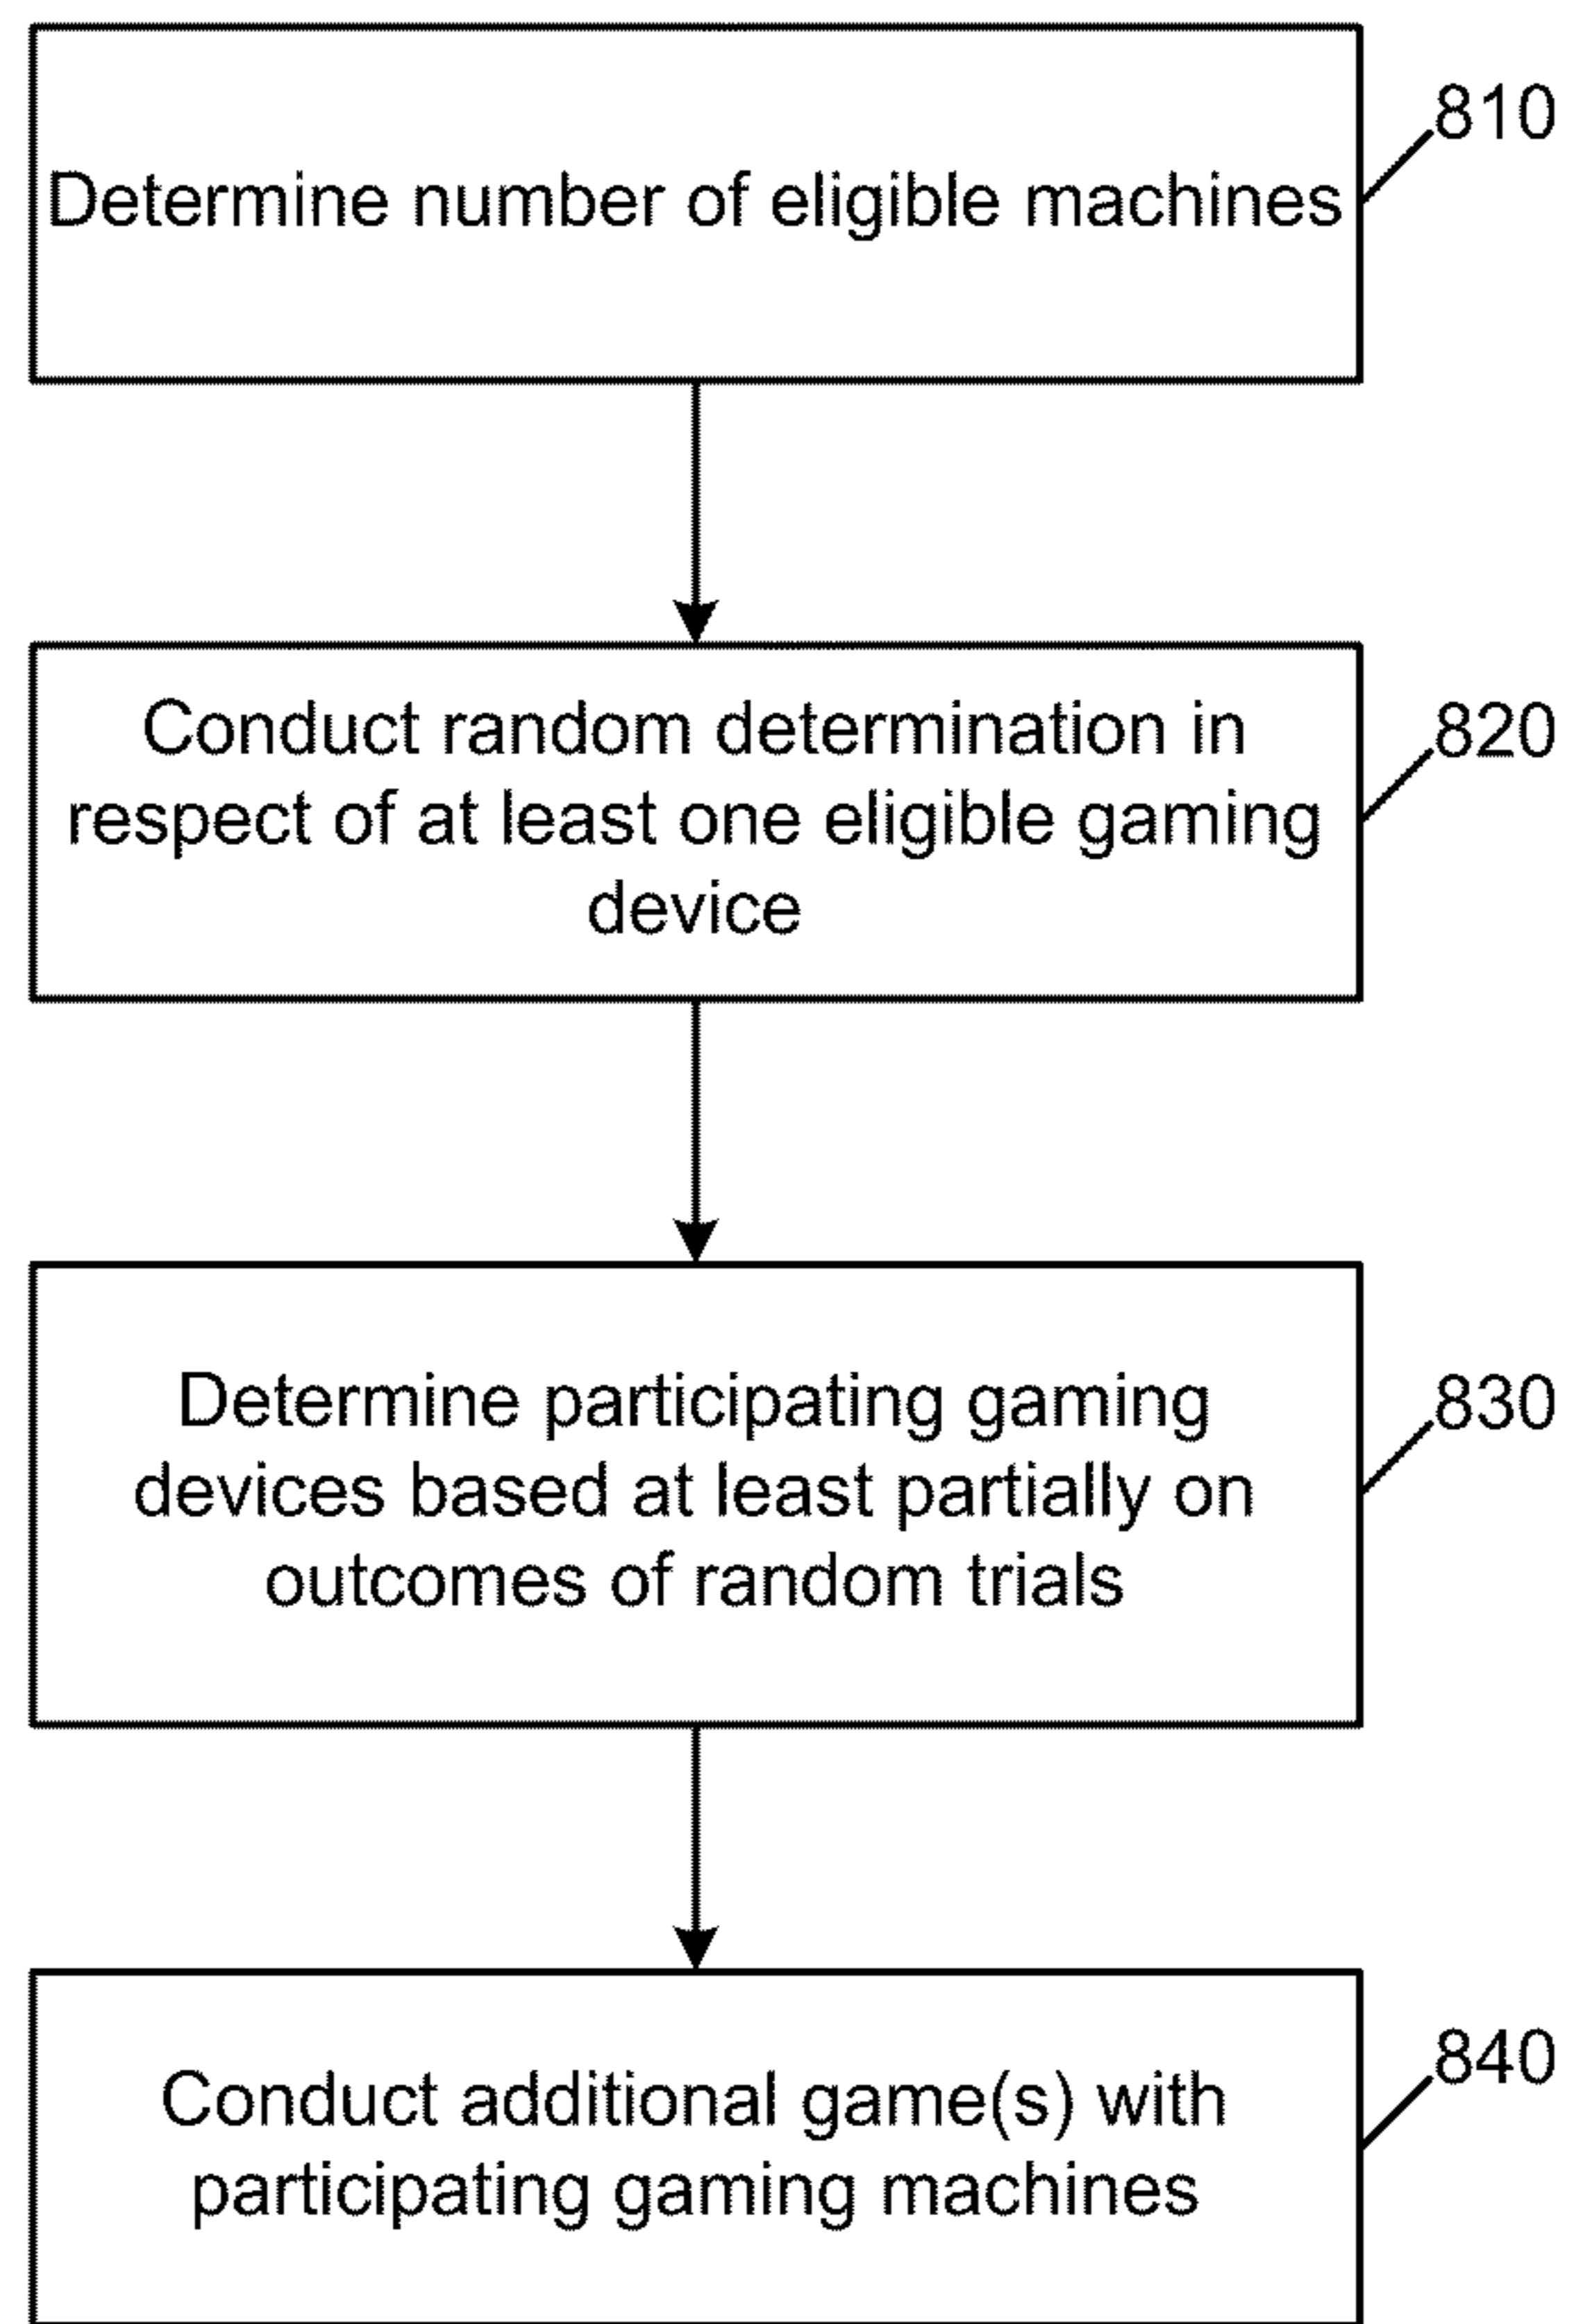 810
Determine number of eligible machines
820
Conduct random determination in
respect of at least one eligible gaming
device
830
Determine participating gaming
devices based at least partially on
outcomes of random trials
840
Conduct additional game(s) with
participating gaming machines